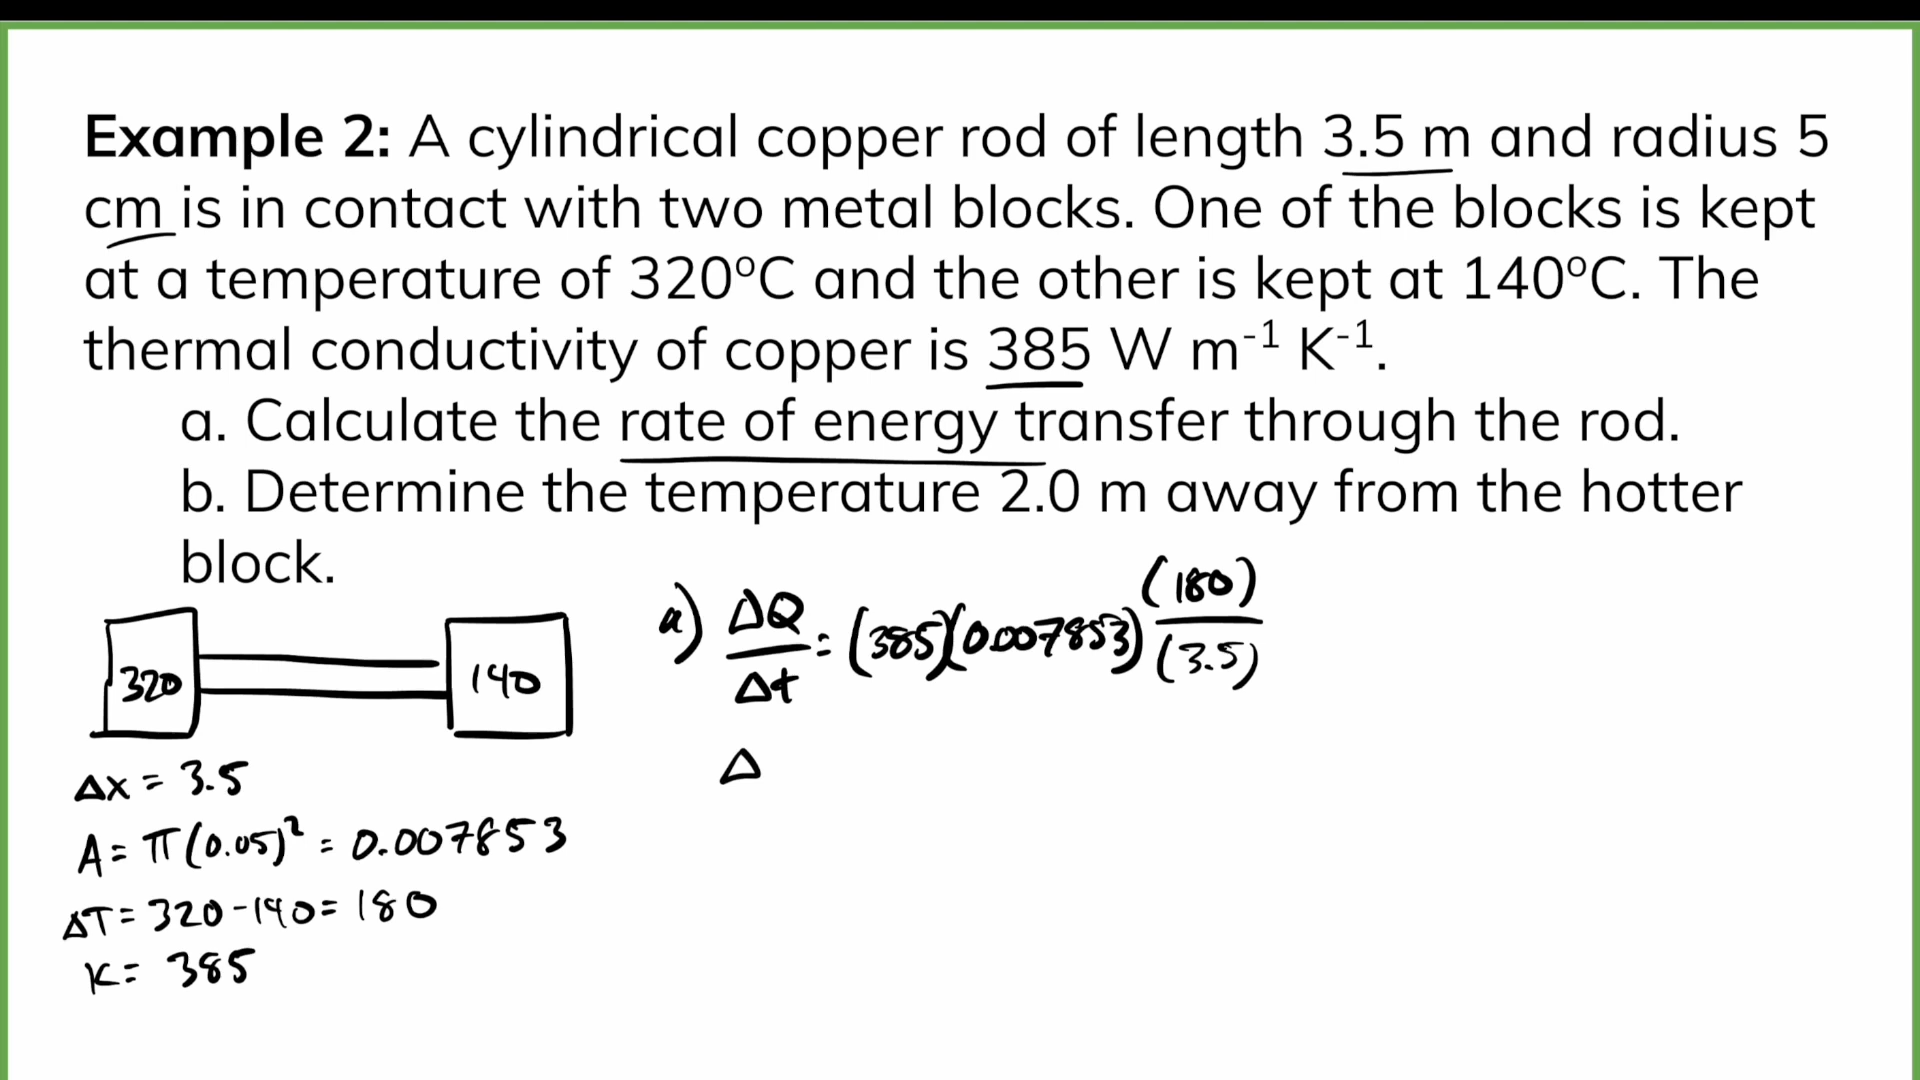 Example 2: A cylindrical copper rod of length 3.5 m and radius 5
cm is in contact with two metal blocks. One of the blocks is kept
at a temperature of 320ºC and the other is kept at 140ºC. The
thermal conductivity of copper is 385 W m⁻¹ K⁻¹.
a. Calculate the rate of energy transfer through the rod.
b. Determine the temperature 2.0 m away from the hotter
block.
320
140
Δx = 3.5
A = π(0.05)² = 0.007853
ΔT = 320 - 140 = 180
K = 385
a) ΔQ/Δt = (385)(0.007853) (180)/(3.5)
Δ